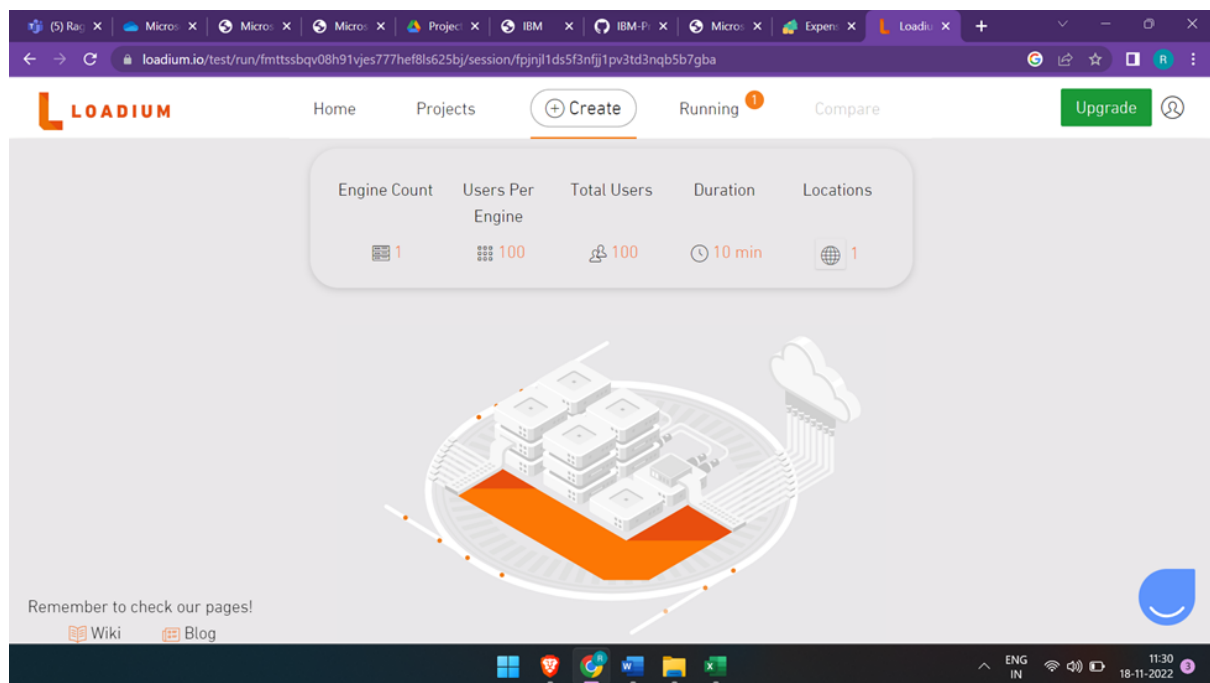 (5) Rag Micros Micros Micros Project IBM IBM-Pr Micros Expens Loadiu
loadium.io/test/run/fmttssbqv08h91vjes777hef8ls625bj/session/fpjnjl1ds5f3nfjj1pv3td3nqb5b7gba R
LOADIUM Home Projects Create Running 1 Compare Upgrade
Engine Count Users Per Engine Total Users Duration Locations
1 100 100 10 min 1
Remember to check our pages!
Wiki Blog
ENG 11:30
IN 18-11-2022 3